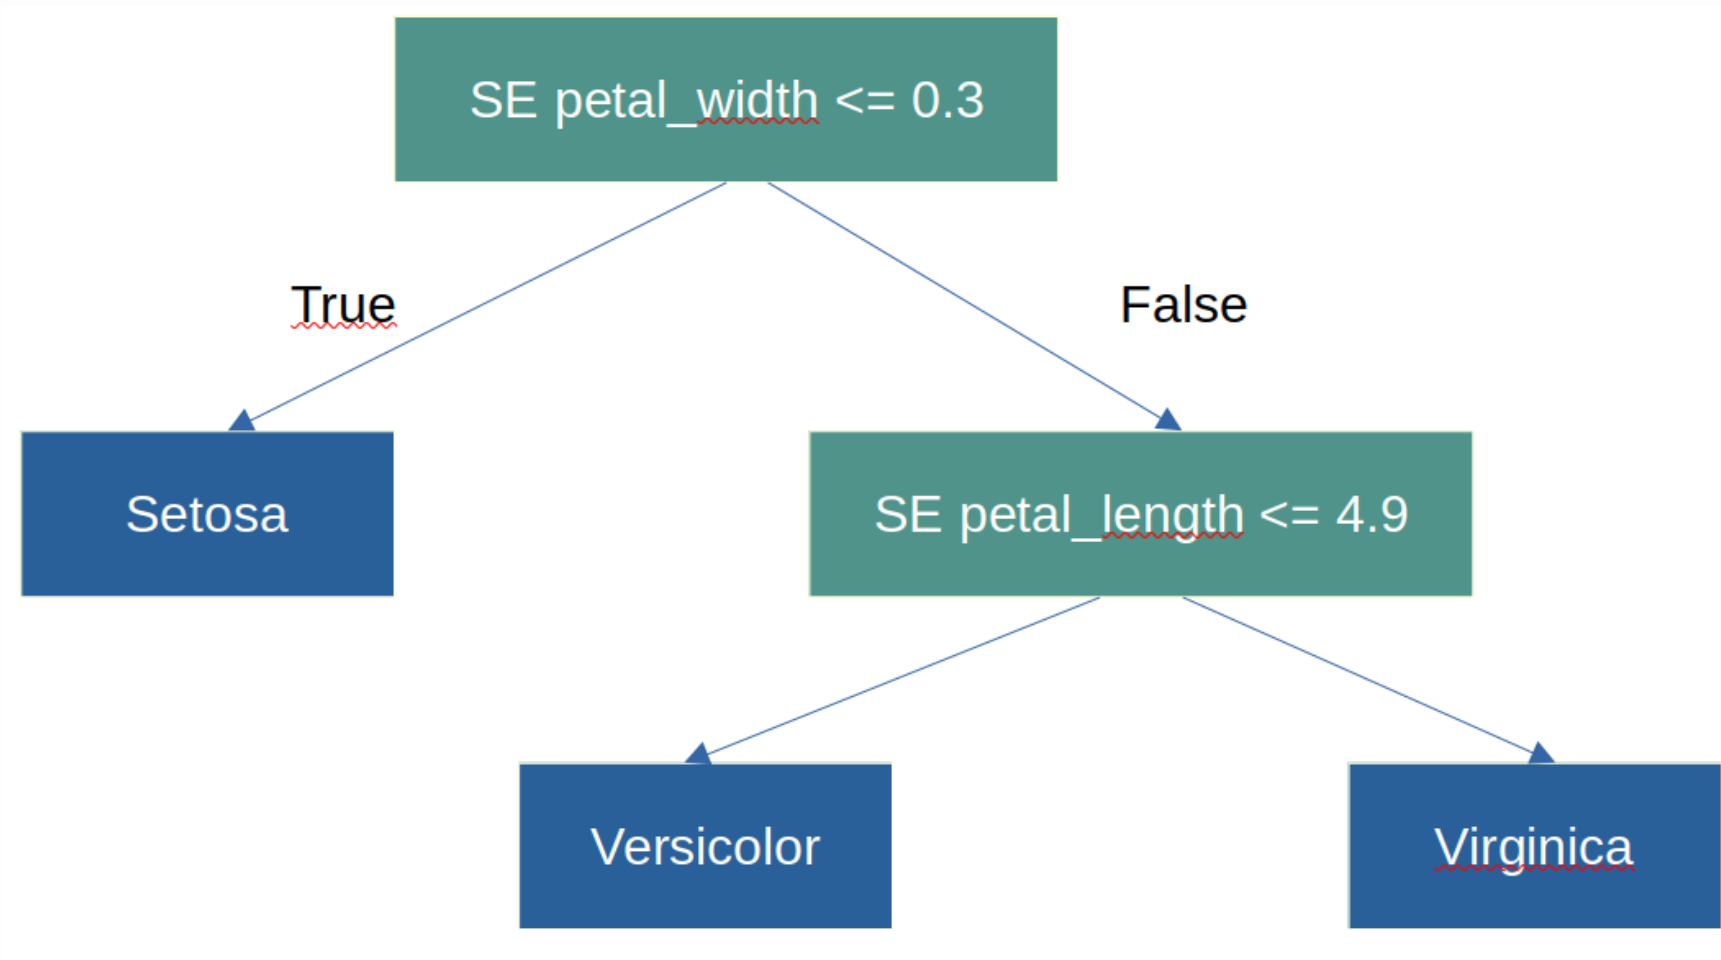 SE petal_width <= 0.3
True
False
Setosa
SE petal_length <= 4.9
Versicolor
Virginica